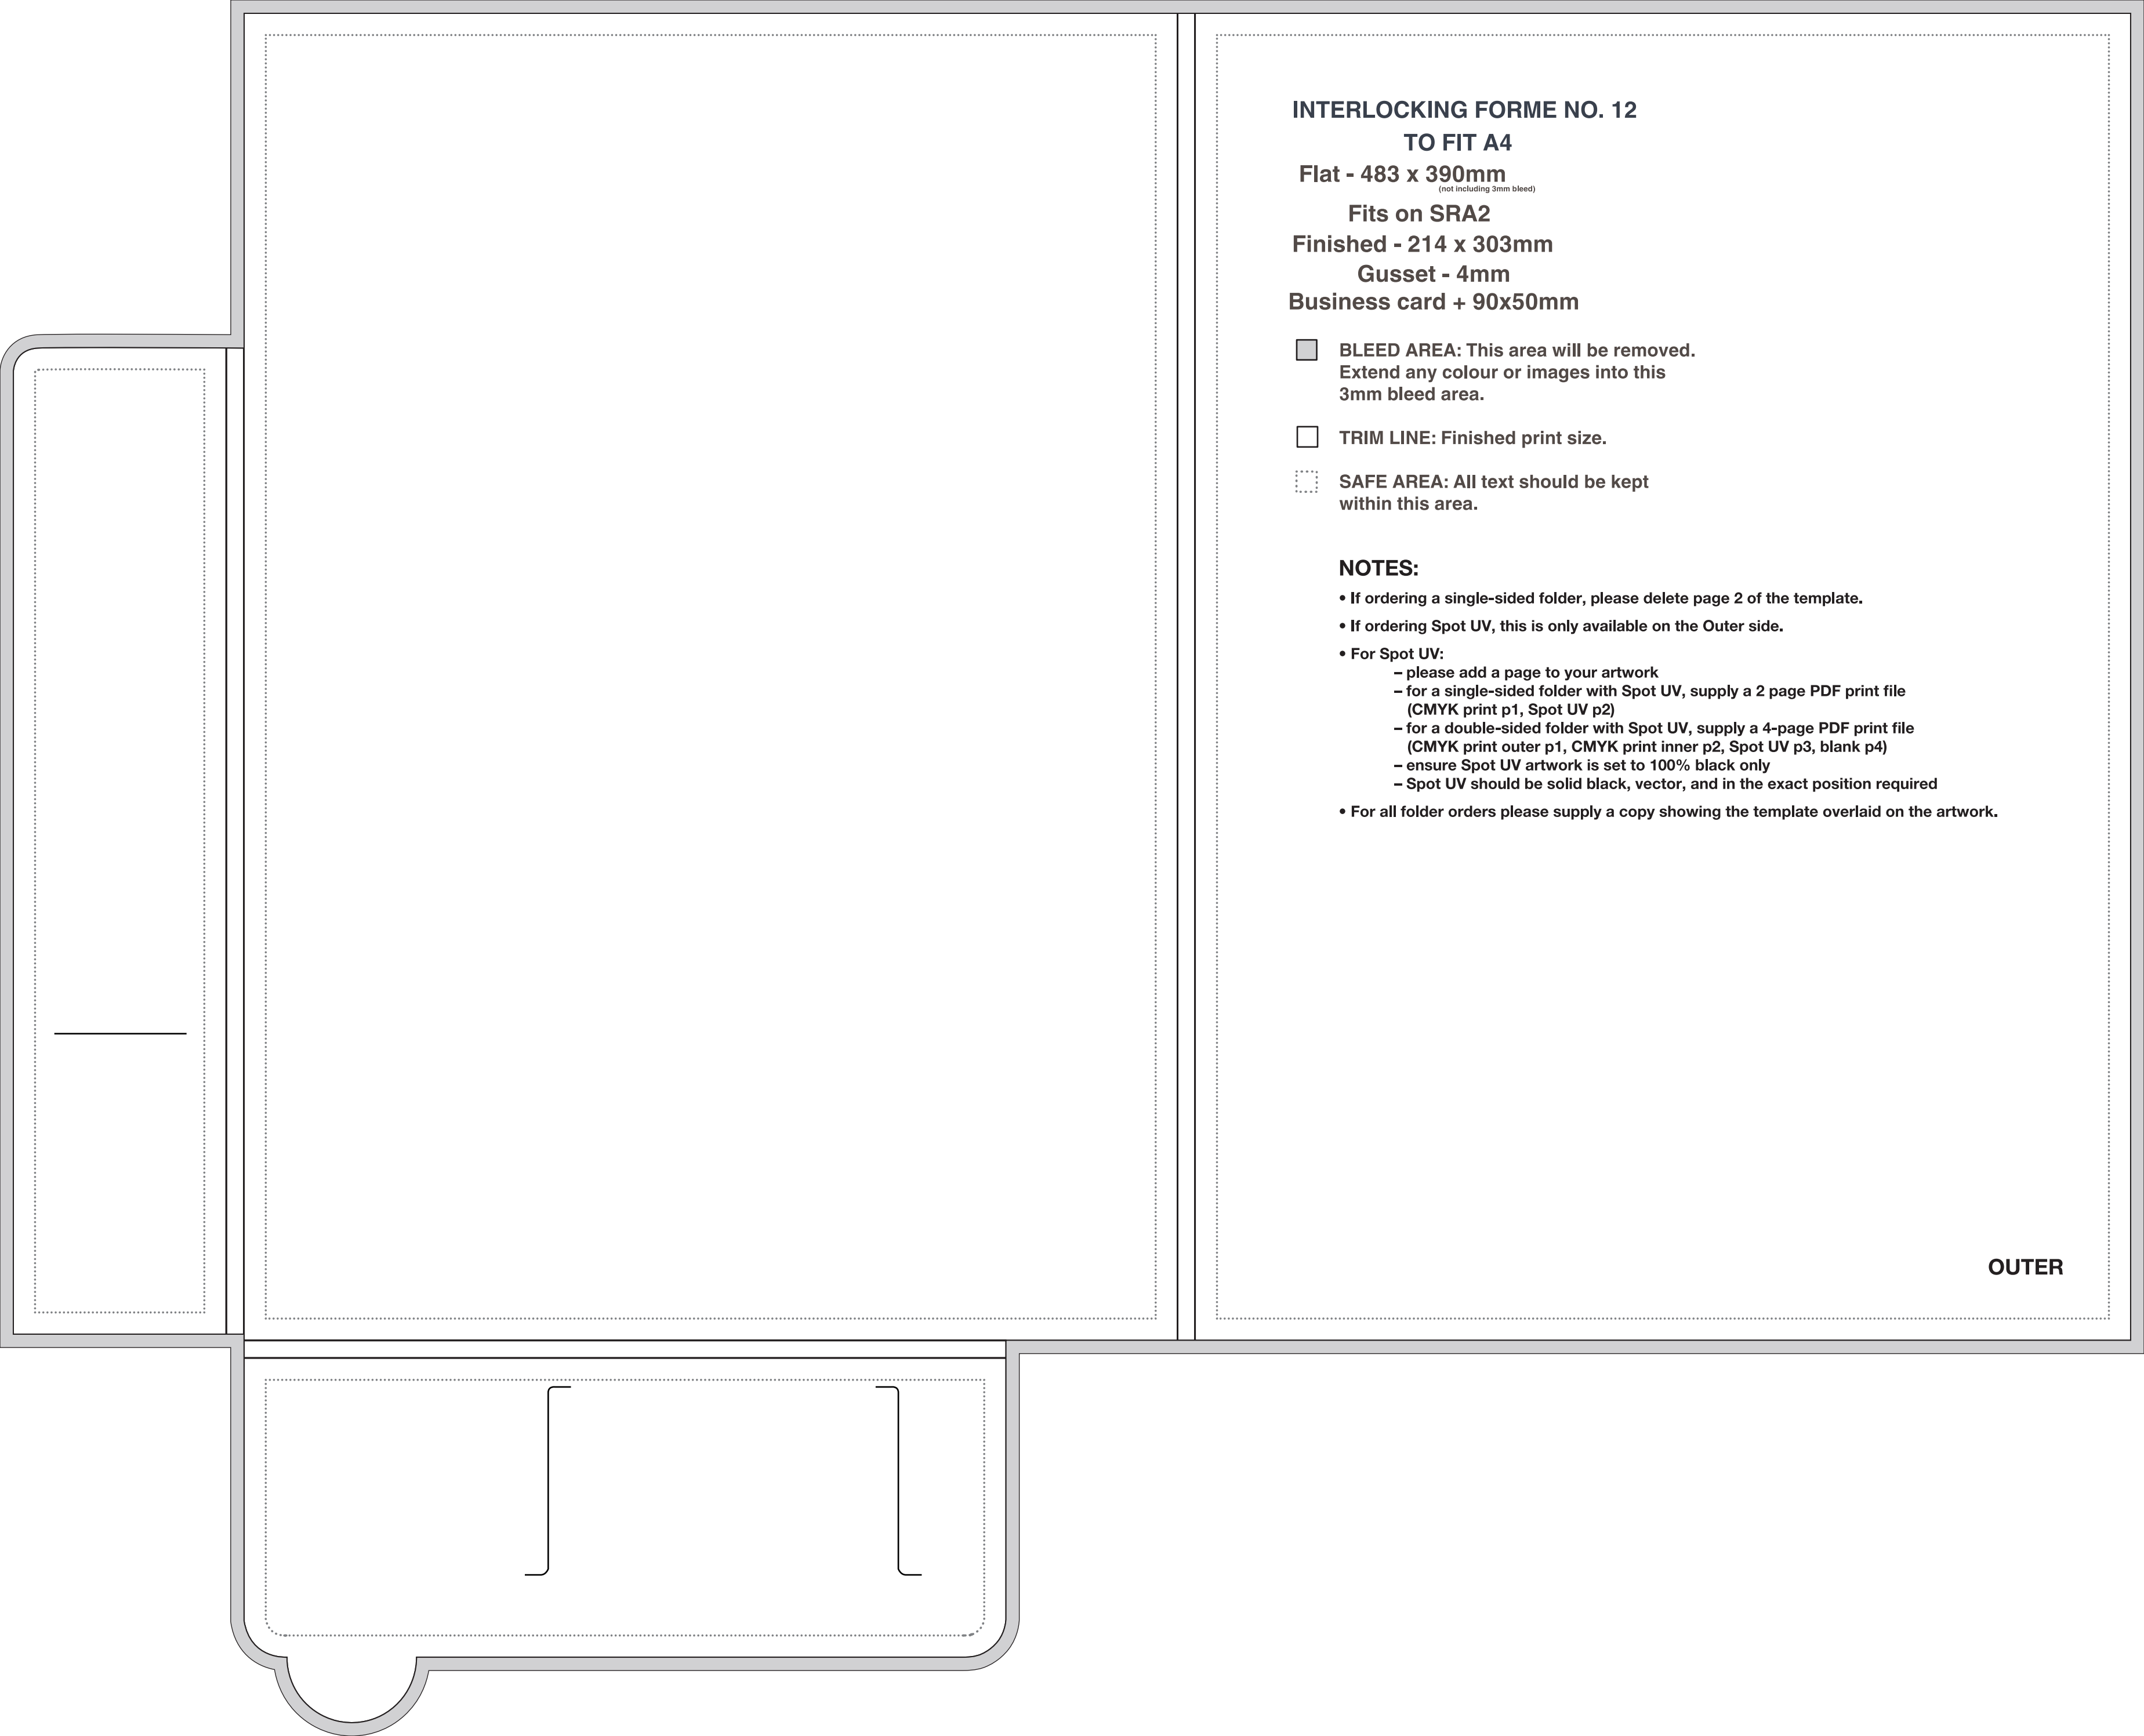 INTERLOCKING FORME NO. 12
TO FIT A4
Flat - 483 x 390mm
(not including 3mm bleed)
Fits on SRA2
Finished - 214 x 303mm
Gusset - 4mm
Business card + 90x50mm
BLEED AREA: This area will be removed.
Extend any colour or images into this
3mm bleed area.
TRIM LINE: Finished print size.
SAFE AREA: All text should be kept
within this area.
NOTES:
• If ordering a single-sided folder, please delete page 2 of the template.
• If ordering Spot UV, this is only available on the Outer side.
• For Spot UV:
– please add a page to your artwork
– for a single-sided folder with Spot UV, supply a 2 page PDF print file
(CMYK print p1, Spot UV p2)
– for a double-sided folder with Spot UV, supply a 4-page PDF print file
(CMYK print outer p1, CMYK print inner p2, Spot UV p3, blank p4)
– ensure Spot UV artwork is set to 100% black only
– Spot UV should be solid black, vector, and in the exact position required
• For all folder orders please supply a copy showing the template overlaid on the artwork.
OUTER